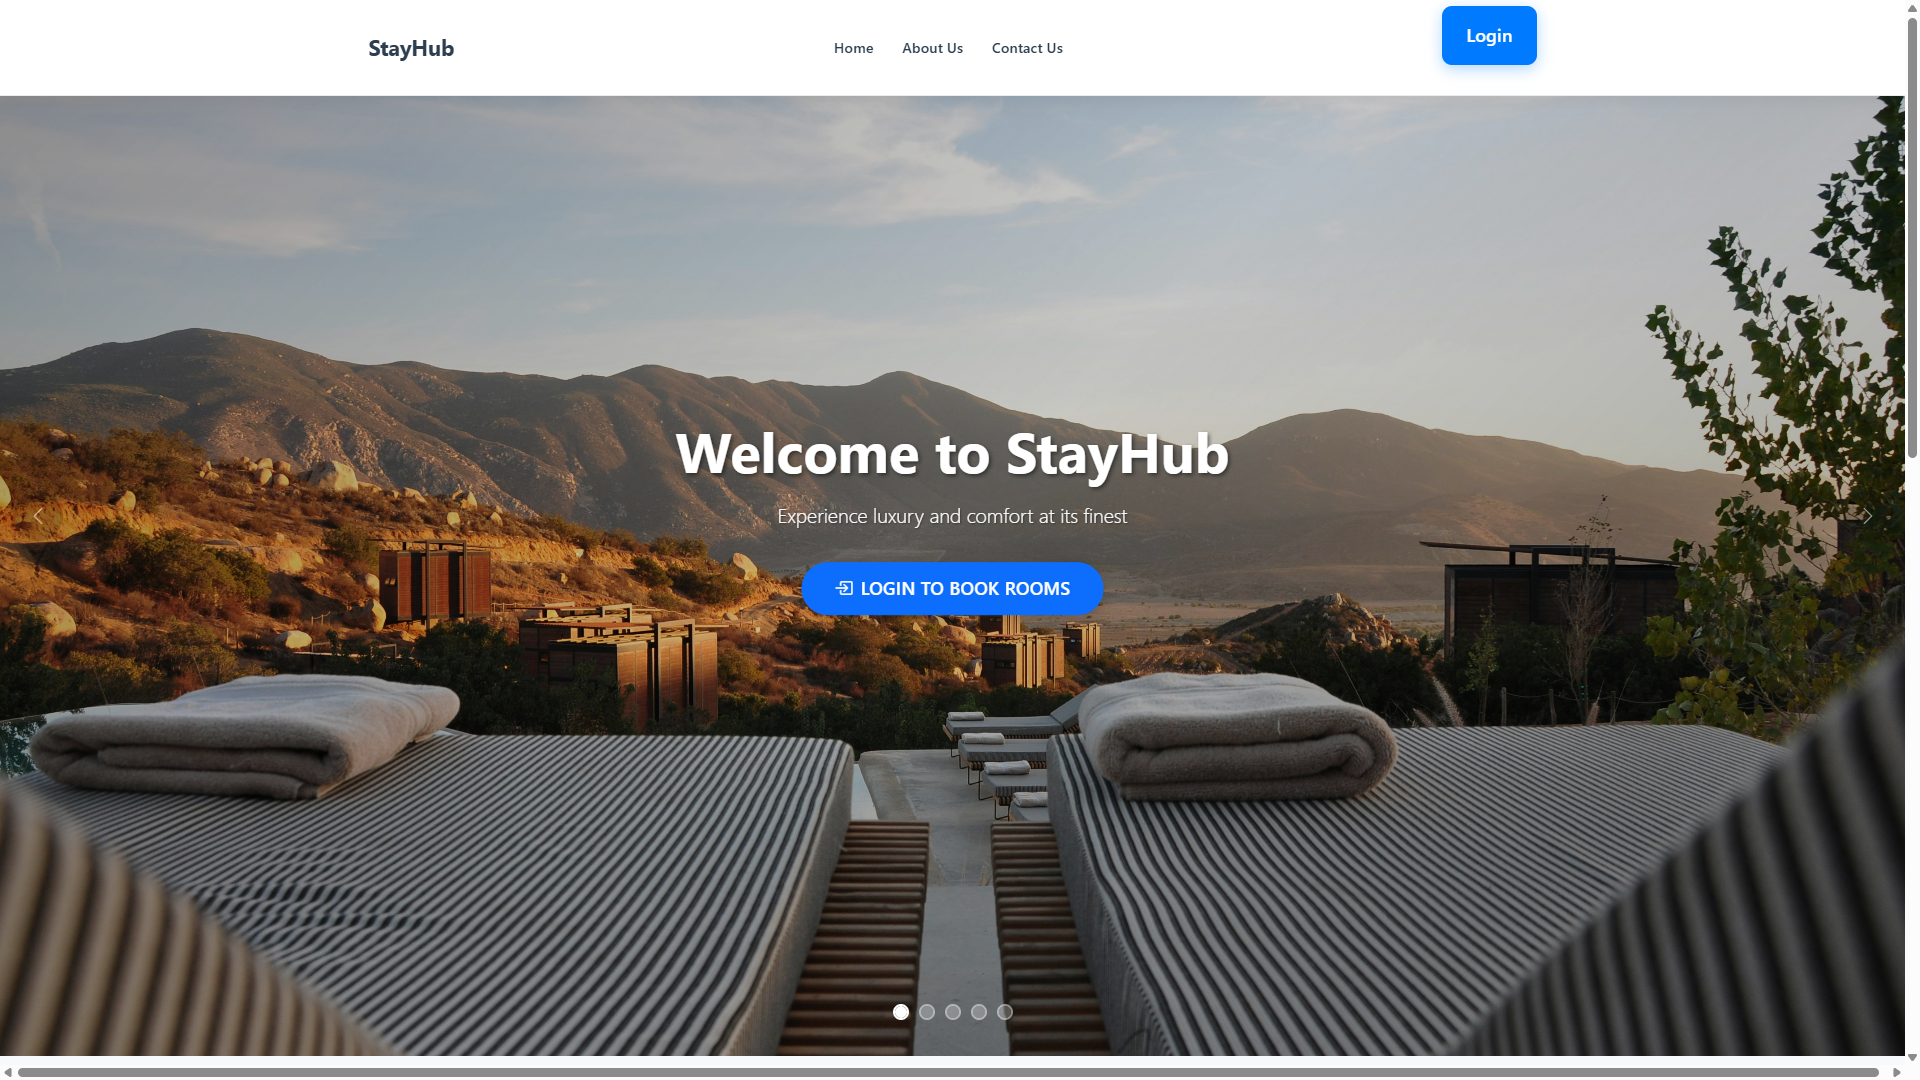 StayHub
Home
About Us
Contact Us
Login
Welcome to StayHub
Experience luxury and comfort at its finest
LOGIN TO BOOK ROOMS